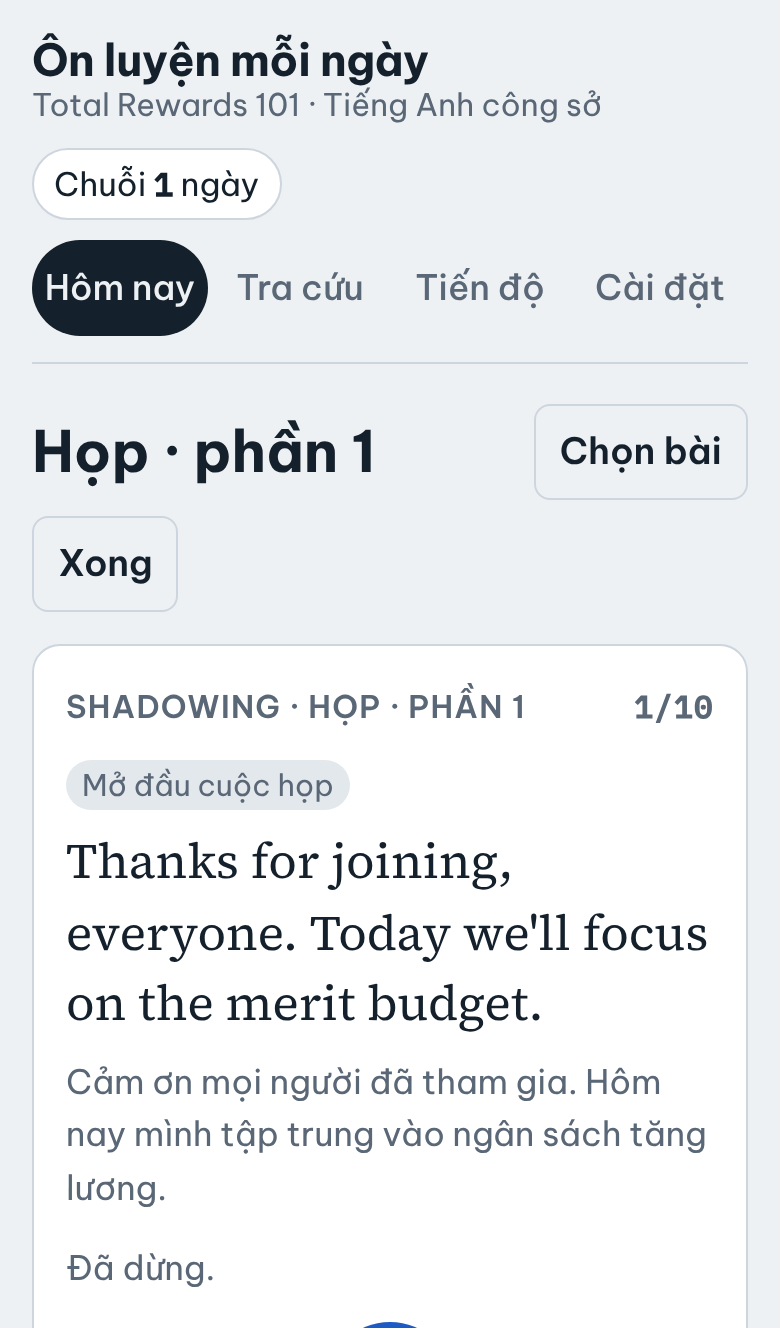 Ôn luyện mỗi ngày
Total Rewards 101 · Tiếng Anh công sở
Chuỗi 1 ngày
Hôm nay Tra cứu Tiến độ Cài đặt
Họp · phần 1 Chọn bài
Xong
SHADOWING · HỌP · PHẦN 1 1/10
Mở đầu cuộc họp
Thanks for joining,
everyone. Today we'll focus
on the merit budget.
Cảm ơn mọi người đã tham gia. Hôm
nay mình tập trung vào ngân sách tăng
lương.
Đã dừng.